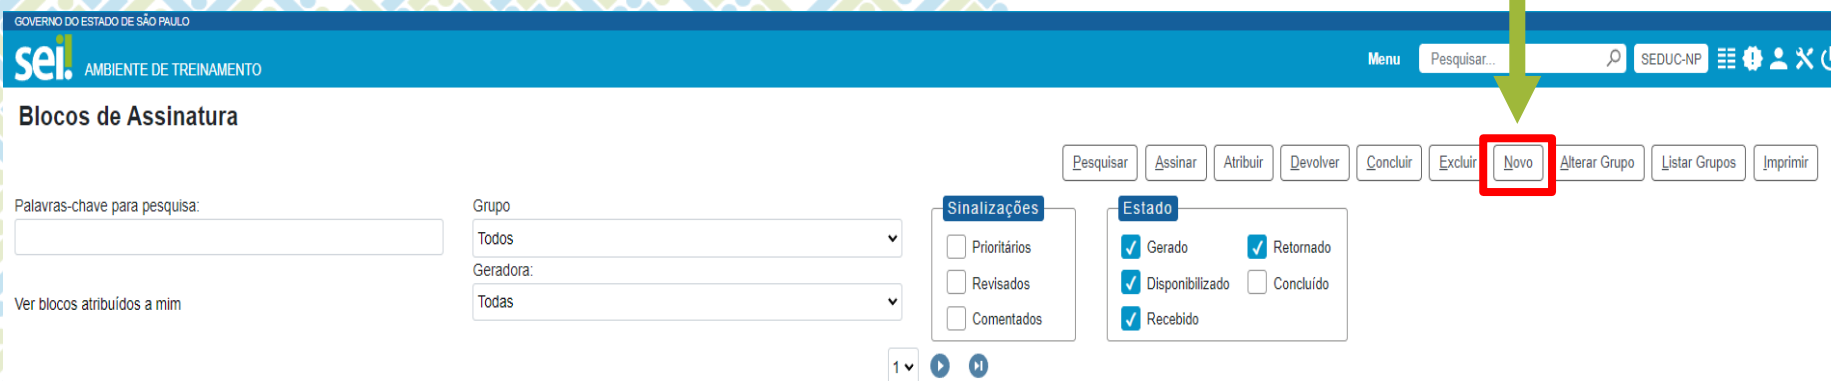 GOVERNO DO ESTADO DE SÃO PAULO
sei! AMBIENTE DE TREINAMENTO
Menu Pesquisar... SEDUC-NP
Blocos de Assinatura
Pesquisar Assinar Atribuir Devolver Concluir Excluir Novo Alterar Grupo Listar Grupos Imprimir
Palavras-chave para pesquisa:
Grupo
Todos
Geradora:
Todas
Ver blocos atribuídos a mim
Sinalizações
Prioritários
Revisados
Comentados
Estado
Gerado Retornado
Disponibilizado Concluído
Recebido
1